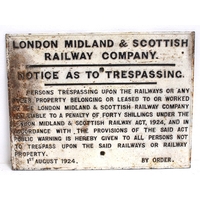 LONDON MIDLAND & SCOTTISH
RAILWAY COMPANY.
NOTICE AS TO TRESPASSING.
PERSONS TRESPASSING UPON THE RAILWAYS OR ANY
PROPERTY BELONGING OR LEASED TO OR WORKED
LONDON MIDLAND & SCOTTISH RAILWAY COMPANY
LIABLE TO A PENALTY OF FORTY SHILLINGS UNDER THE
LONDON MIDLAND & SCOTTISH RAILWAY ACT, 1924, AND IN
ACCORDANCE WITH THE PROVISIONS OF THE SAID ACT
PUBLIC WARNING IS HEREBY GIVEN TO ALL PERSONS NOT
TO TRESPASS UPON THE SAID RAILWAYS OR RAILWAY
PROPERTY.
1ST AUGUST 1924. BY ORDER.